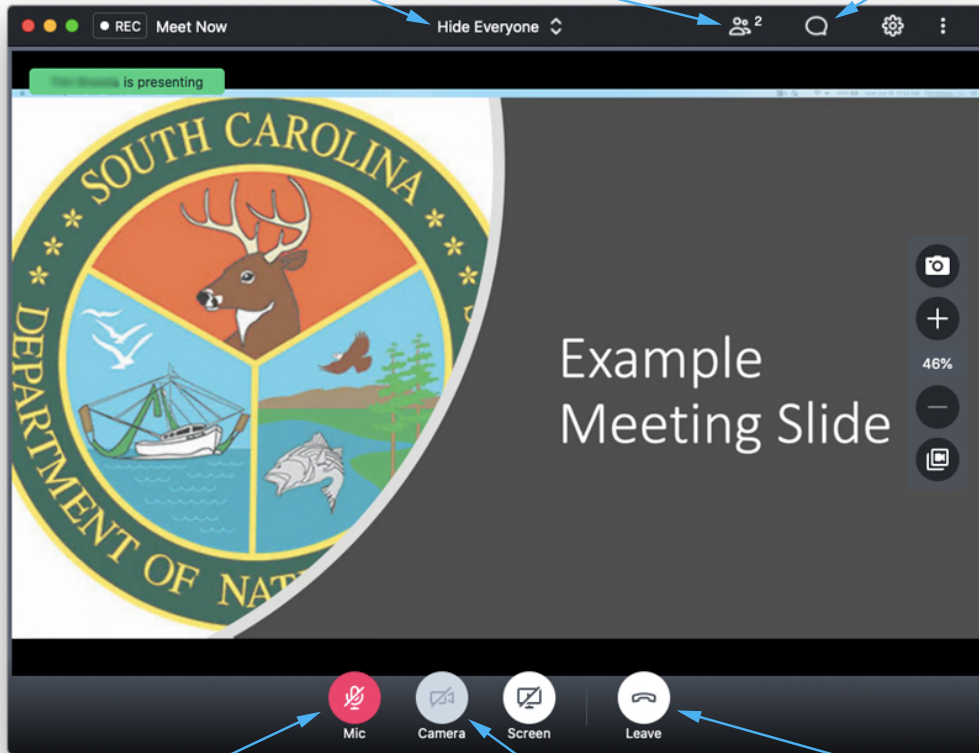 REC Meet Now Hide Everyone 2
is presenting
SOUTH CAROLINA
DEPARTMENT OF NAT
Example
Meeting Slide
46%
Mic Camera Screen Leave